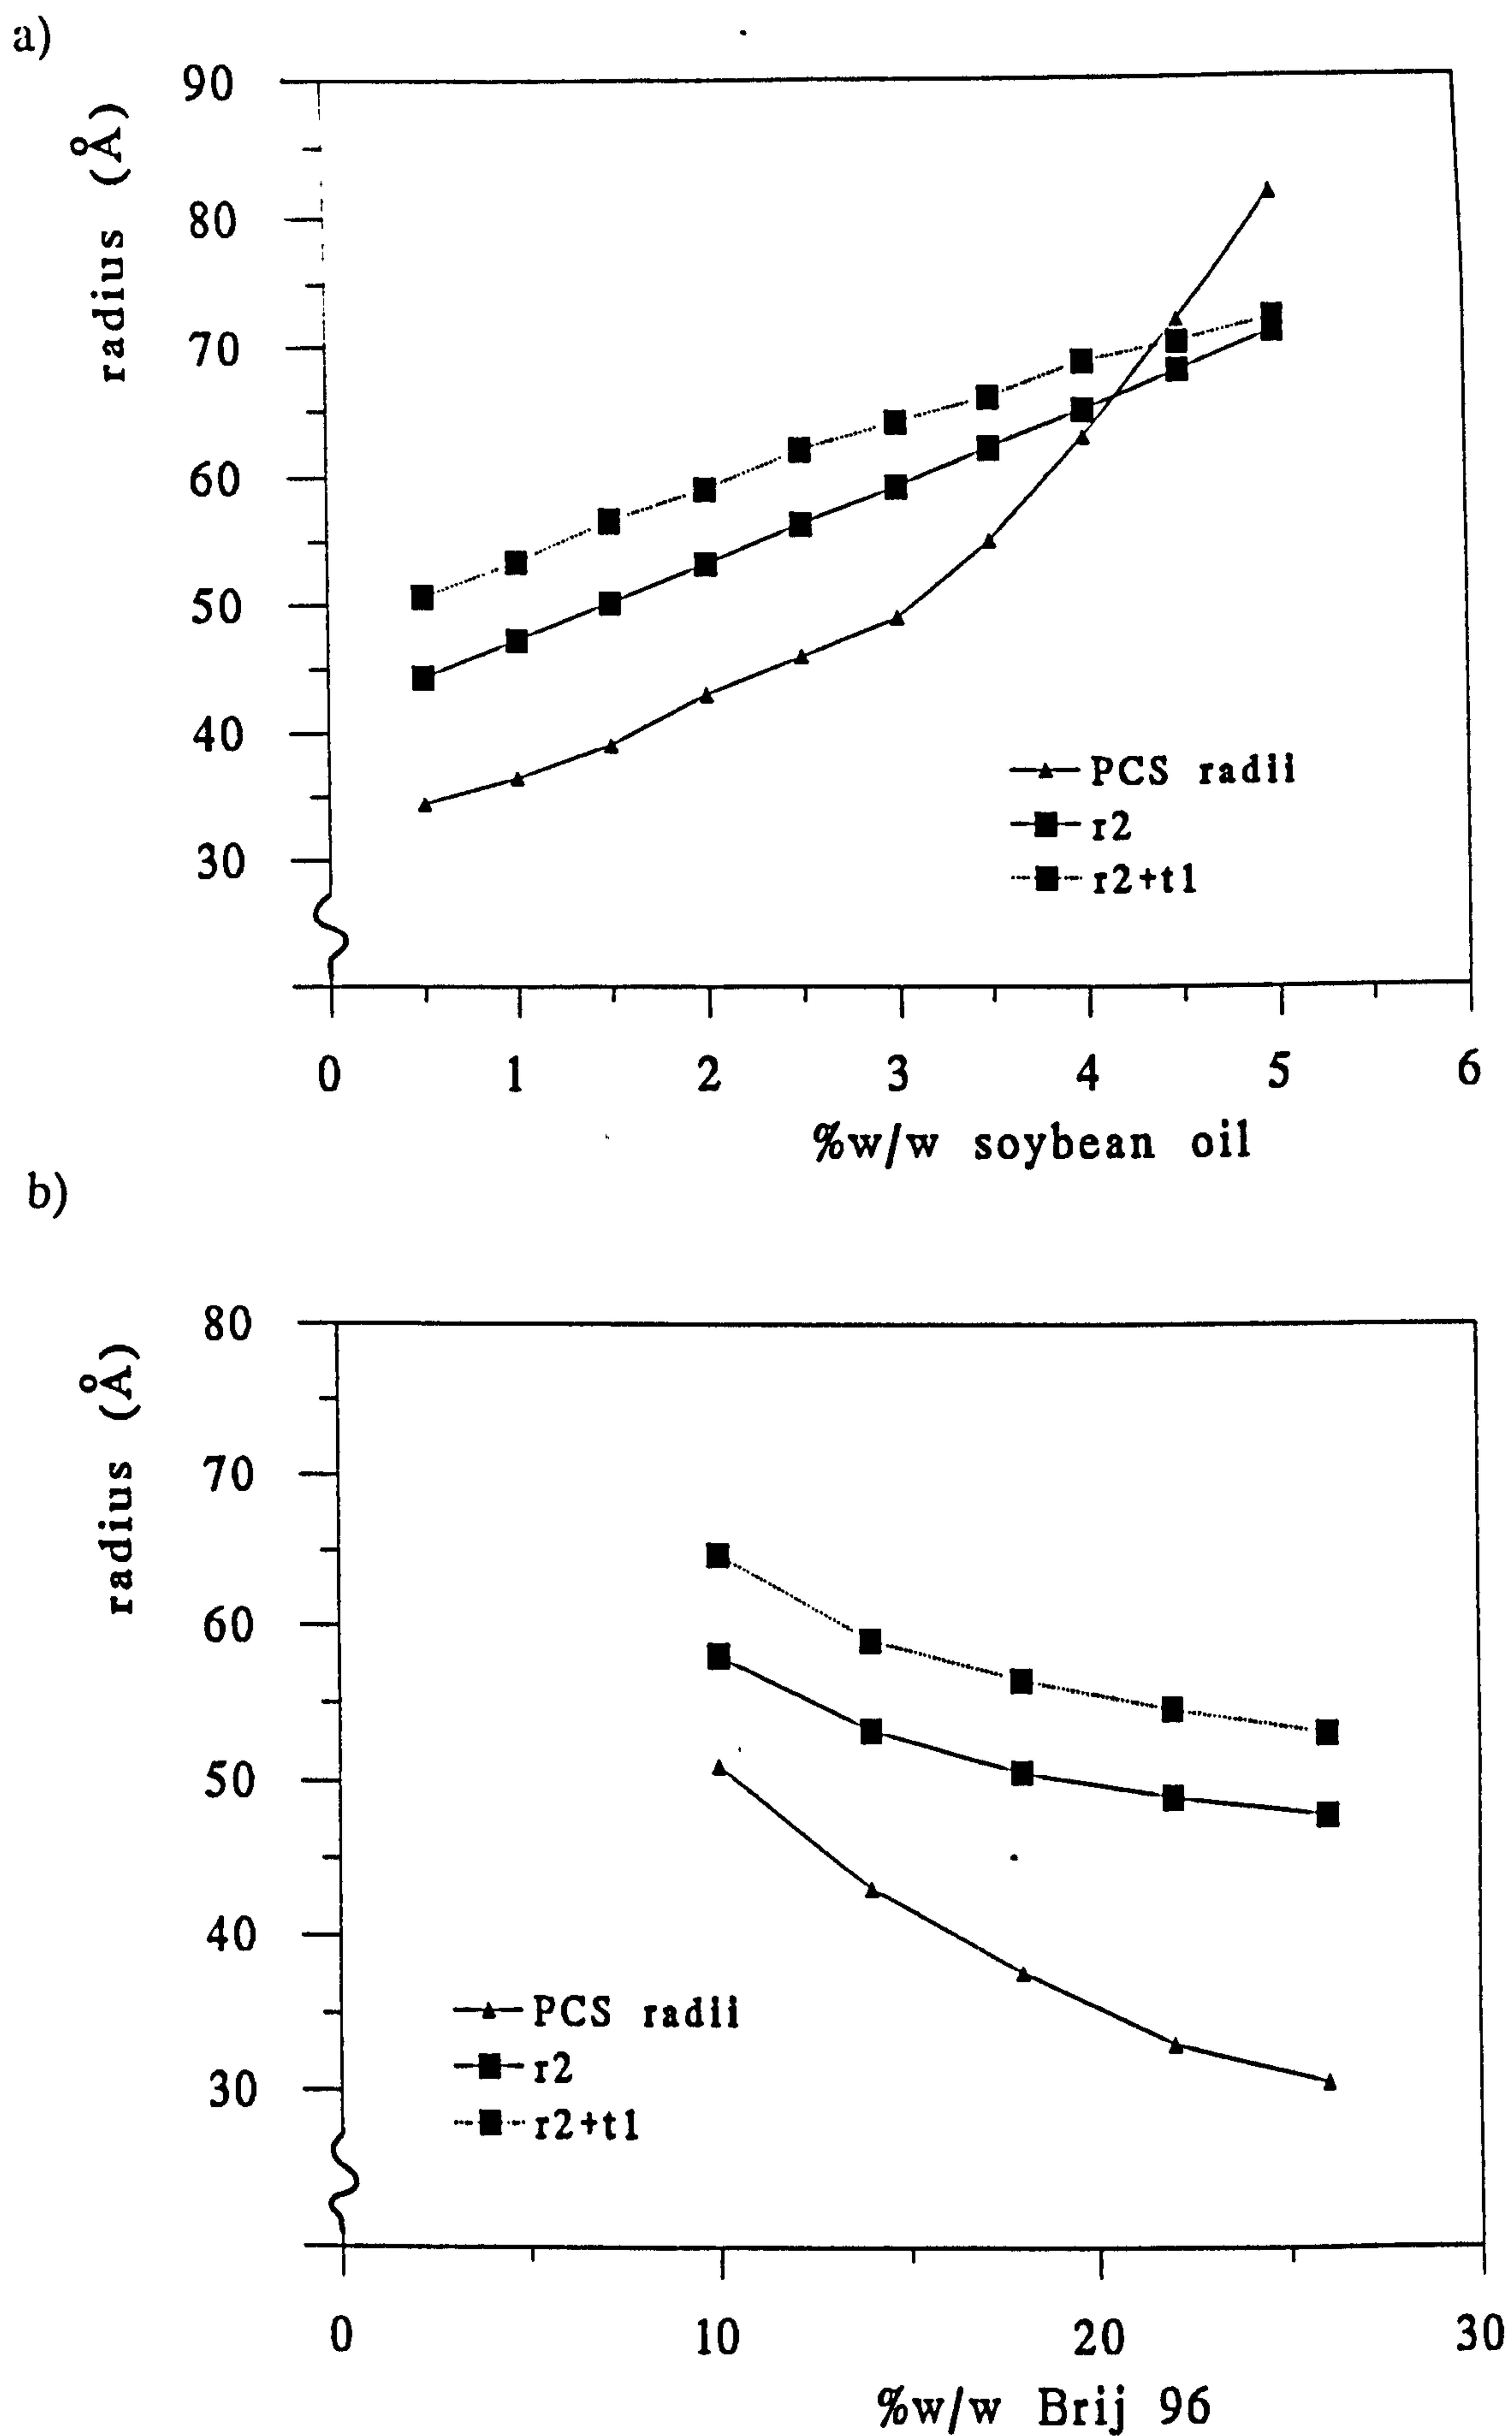 a)
radius (Å)
90
80
70
60
50
40
30
PCS radii
r2
r2+t1
0 1 2 3 4 5 6
%w/w soybean oil
b)
radius (Å)
80
70
60
50
40
30
PCS radii
r2
r2+t1
0 10 20 30
%w/w Brij 96